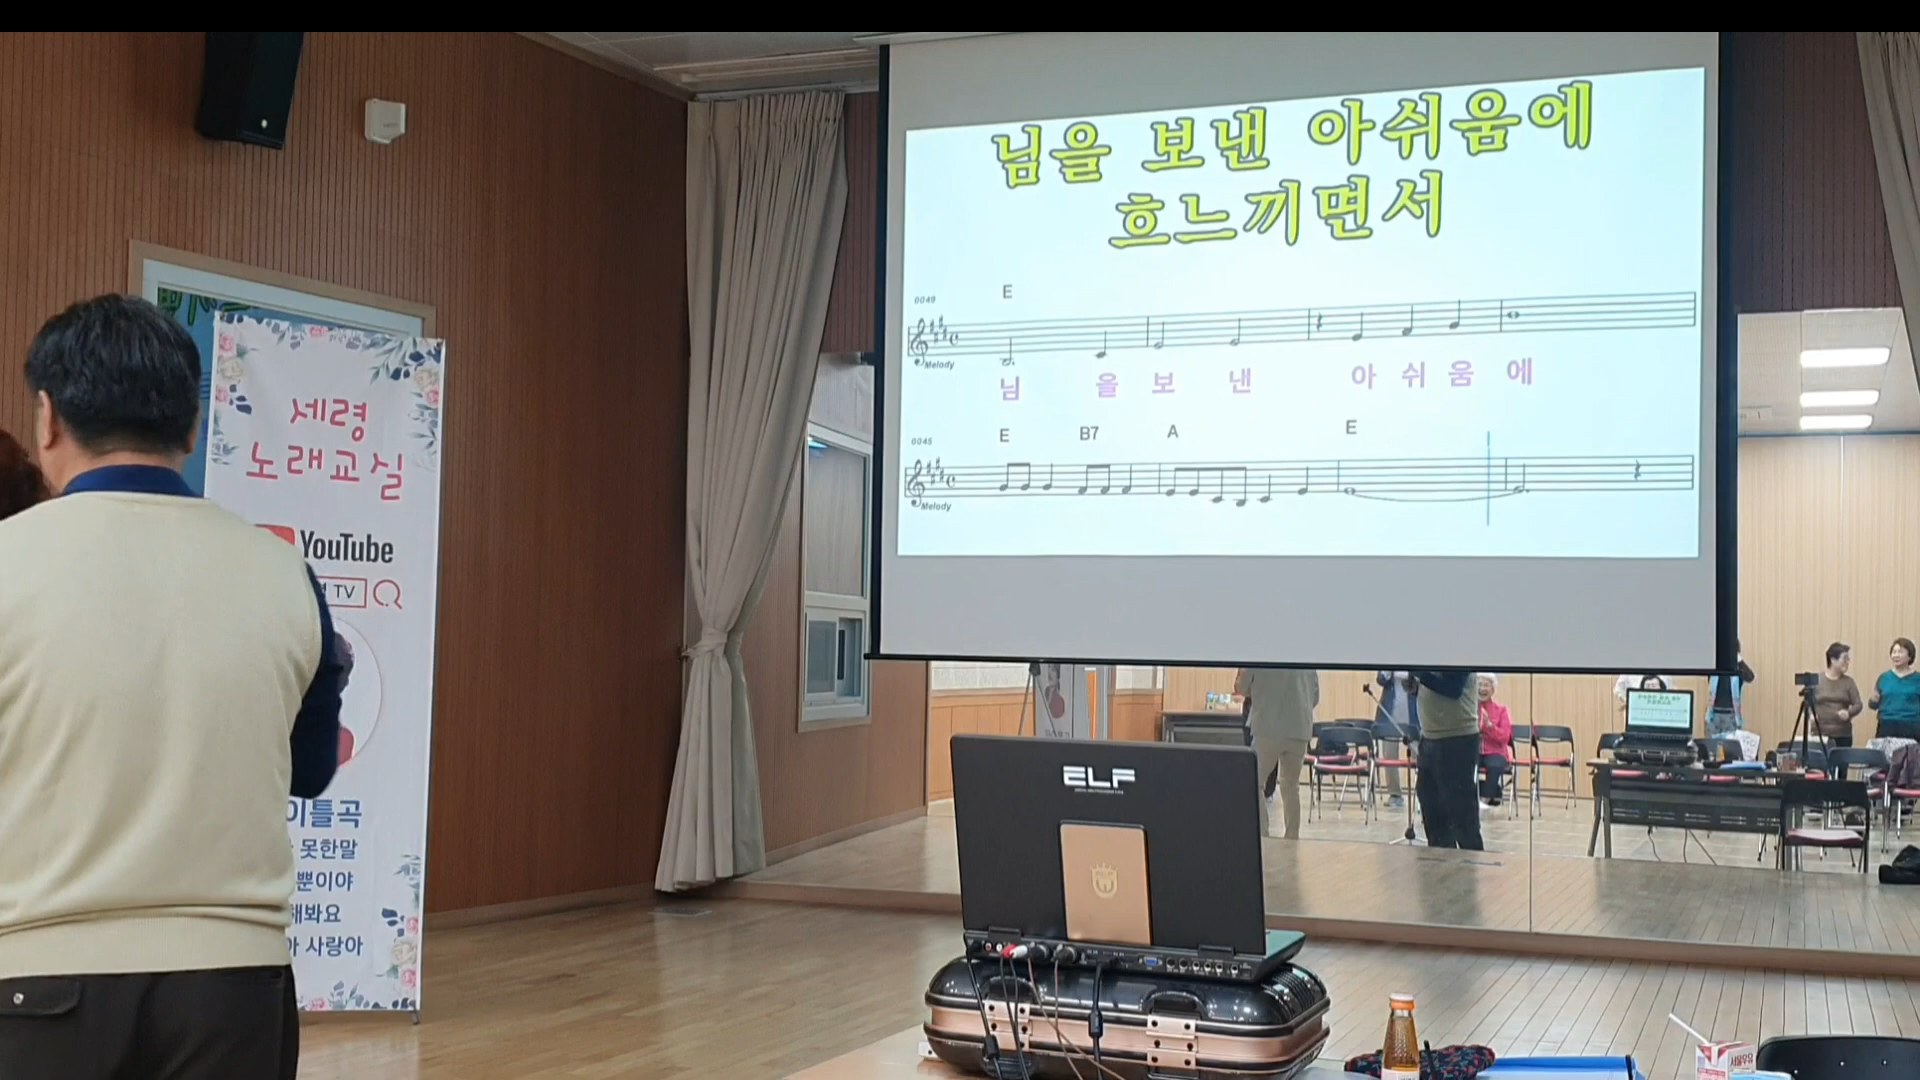 님을 보낸 아쉬움에
흐느끼면서
0049
E
Melody
님 을 보 낸 아 쉬 움 에
0045
E B7 A E
Melody
세령
노래교실
YouTube
TV
이틀곡
못한말
뿐이야
해봐요
사랑아
ELF